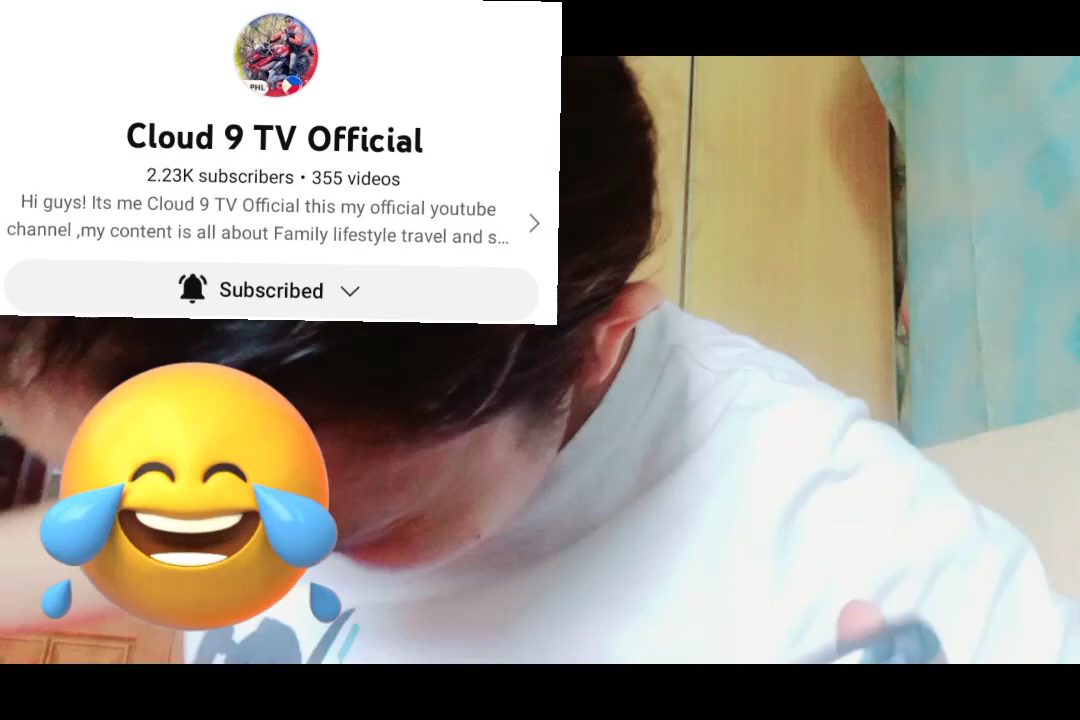 PHL
Cloud 9 TV Official
2.23K subscribers • 355 videos
Hi guys! Its me Cloud 9 TV Official this my official youtube
channel ,my content is all about Family lifestyle travel and s...
Subscribed